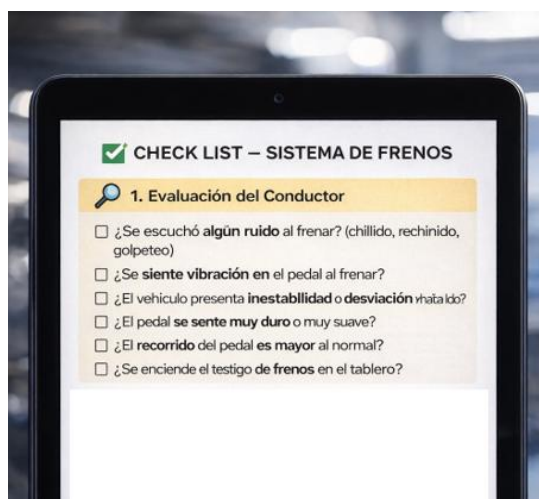 CHECK LIST – SISTEMA DE FRENOS
1. Evaluación del Conductor
¿Se escuchó algún ruido al frenar? (chillido, rechinido,
golpeteo)
¿Se siente vibración en el pedal al frenar?
¿El vehiculo presenta inestabilidad o desviación
¿El pedal se sente muy duro o muy suave?
¿El recorrido del pedal es mayor al normal?
¿Se enciende el testigo de frenos en el tablero?